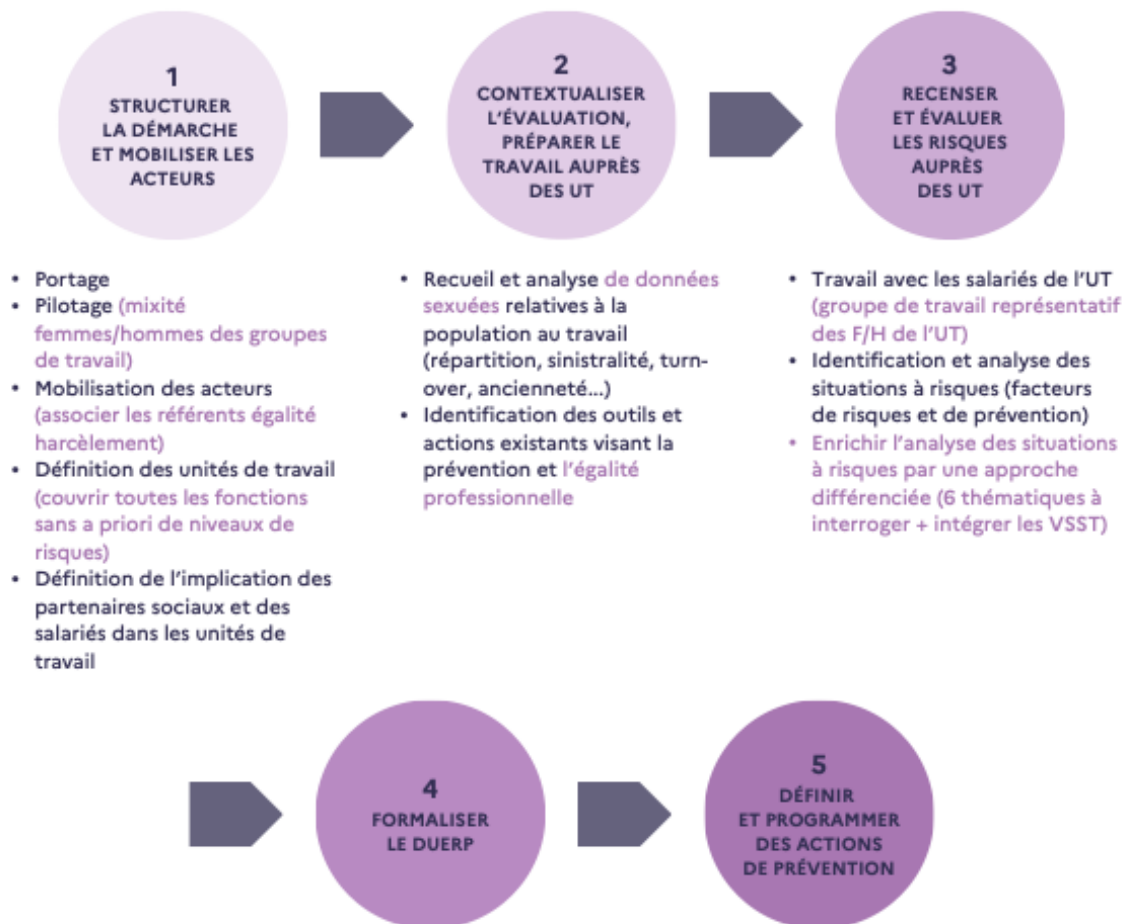 1
STRUCTURER
LA DÉMARCHE
ET MOBILISER LES
ACTEURS
2
CONTEXTUALISER
L'ÉVALUATION,
PRÉPARER LE
TRAVAIL AUPRÈS
DES UT
3
RECENSER
ET ÉVALUER
LES RISQUES
AUPRÈS
DES UT
• Portage
• Pilotage (mixité
femmes/hommes des groupes
de travail)
• Mobilisation des acteurs
(associer les référents égalité
harcèlement)
• Définition des unités de travail
(couvrir toutes les fonctions
sans a priori de niveaux de
risques)
• Définition de l'implication des
partenaires sociaux et des
salariés dans les unités de
travail
• Recueil et analyse de données
sexuées relatives à la
population au travail
(répartition, sinistralité, turn-
over, ancienneté...)
• Identification des outils et
actions existants visant la
prévention et l'égalité
professionnelle
• Travail avec les salariés de l'UT
(groupe de travail représentatif
des F/H de l'UT)
• Identification et analyse des
situations à risques (facteurs
de risques et de prévention)
• Enrichir l'analyse des situations
à risques par une approche
différenciée (6 thématiques à
interroger + intégrer les VSST)
4
FORMALISER
LE DUERP
5
DÉFINIR
ET PROGRAMMER
DES ACTIONS
DE PRÉVENTION